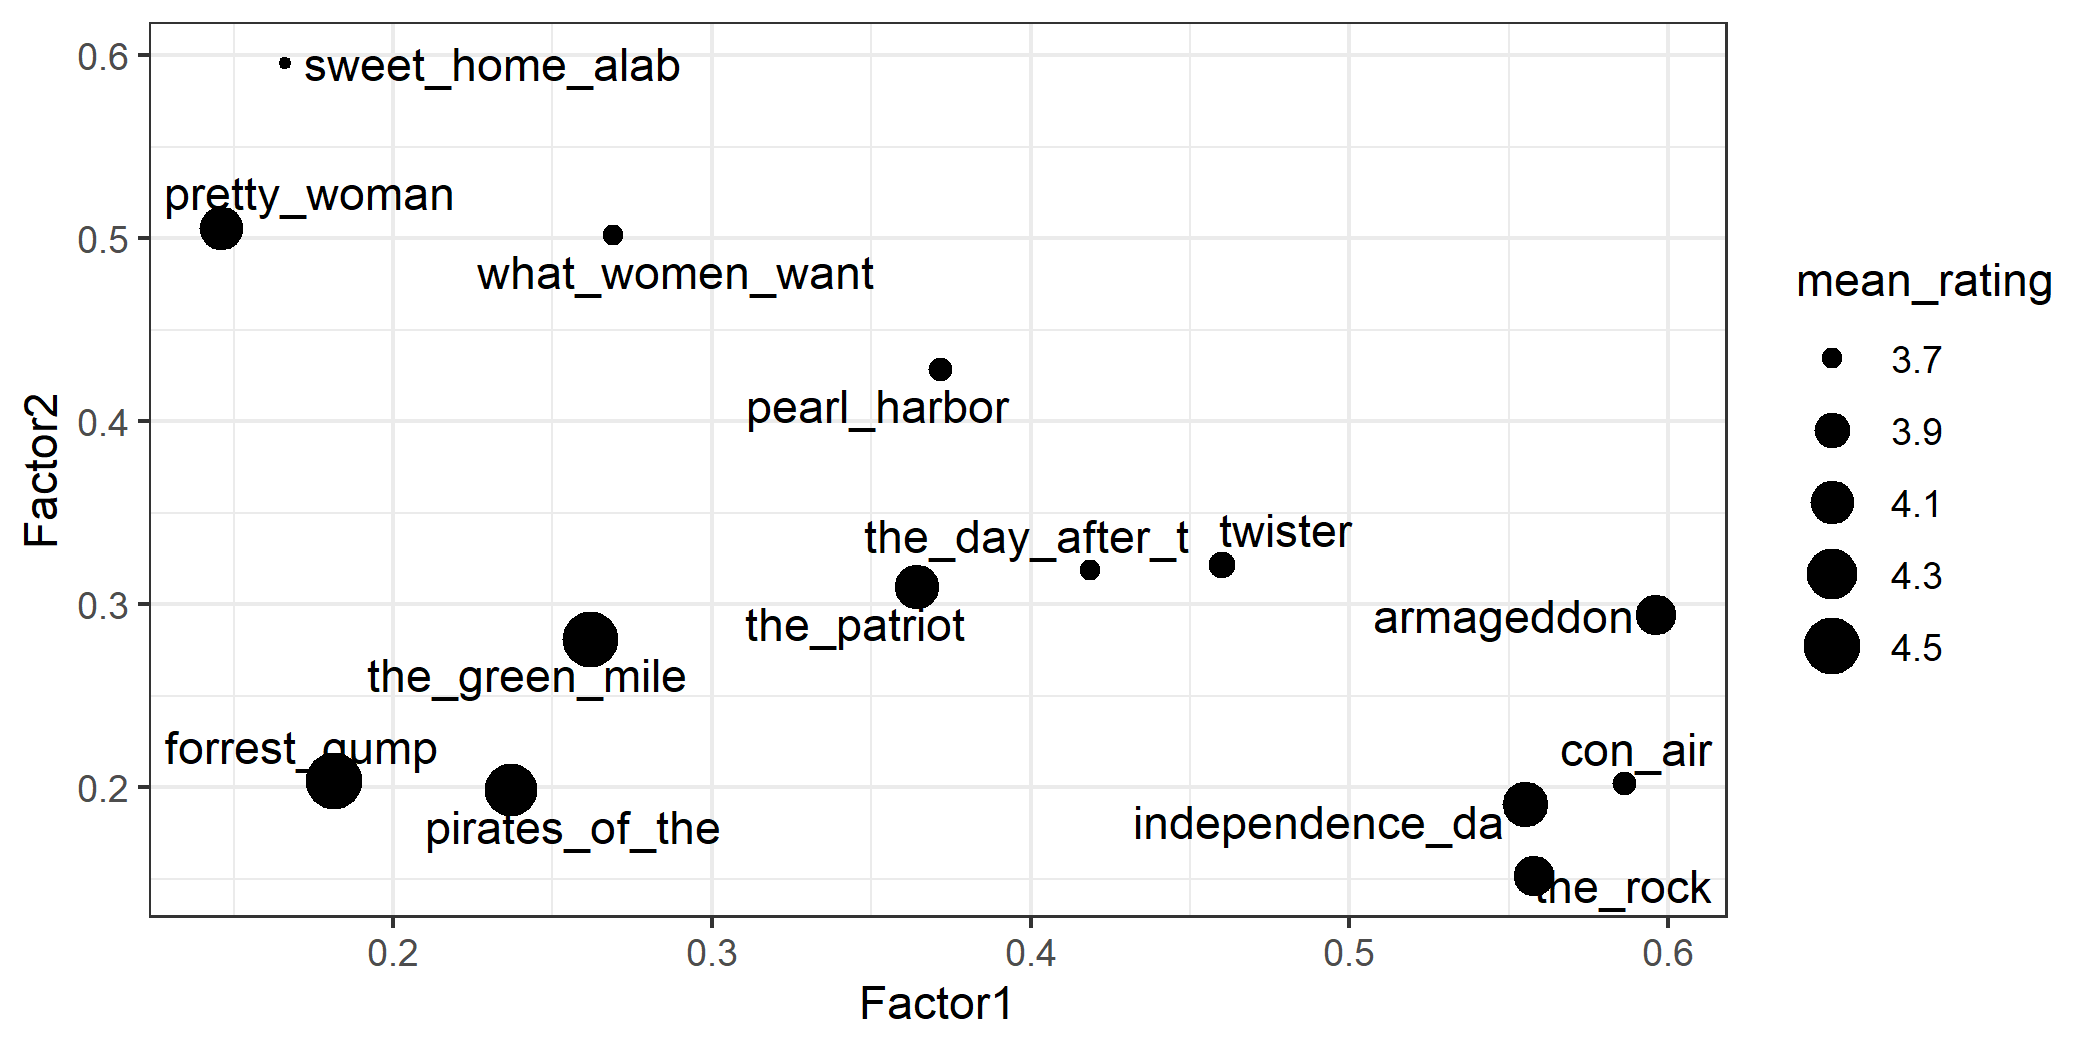 0.6
0.5
0.4
0.3
0.2
Factor2
sweet_home_alab
pretty_woman
what_women_want
pearl_harbor
the_day_after_t
twister
the_patriot
armageddon
the_green_mile
forrest_gump
pirates_of_the
con_air
independence_da
the_rock
0.2
0.3
0.4
0.5
0.6
Factor1
mean_rating
3.7
3.9
4.1
4.3
4.5